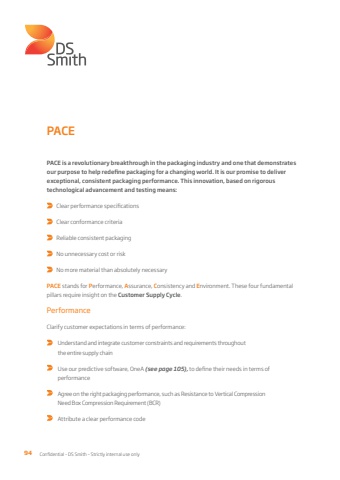 DS
Smith
PACE
PACE is a revolutionary breakthrough in the packaging industry and one that demonstrates
our purpose to help redefine packaging for a changing world. It is our promise to deliver
exceptional, consistent packaging performance. This innovation, based on rigorous
technological advancement and testing means:
Clear performance specifications
Clear conformance criteria
Reliable consistent packaging
No unnecessary cost or risk
No more material than absolutely necessary
PACE stands for Performance, Assurance, Consistency and Environment. These four fundamental
pillars require insight on the Customer Supply Cycle.
Performance
Clarify customer expectations in terms of performance:
Understand and integrate customer constraints and requirements throughout
the entire supply chain
Use our predictive software, OneA (see page 105), to define their needs in terms of
performance
Agree on the right packaging performance, such as Resistance to Vertical Compression
Need Box Compression Requirement (BCR)
Attribute a clear performance code
94 Confidential - DS Smith - Strictly internal use only.